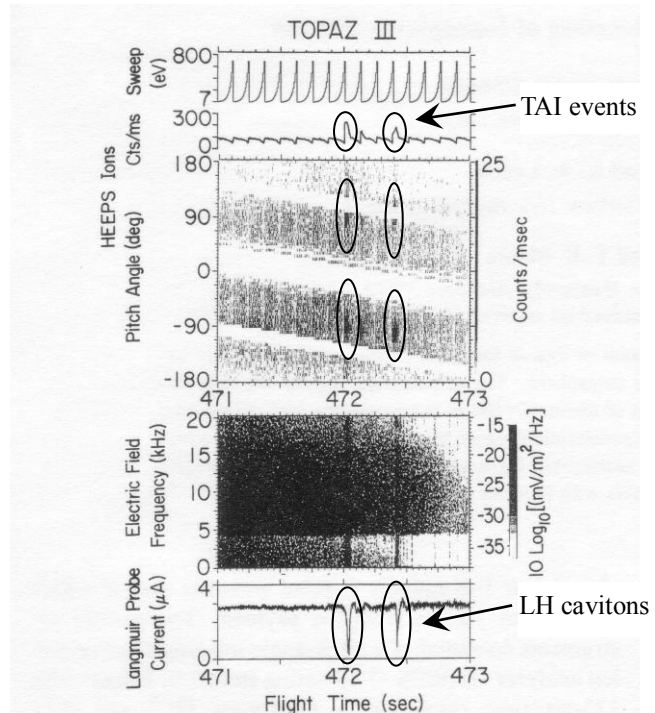 TOPAZ III
Sweep (eV)
800
7
TAI events
Cts/ms
300
0
HEEPS Ions
Pitch Angle (deg)
180
90
0
-90
-180
25
0
Counts/msec
471
472
473
Electric Field
Frequency (kHz)
20
15
10
5
0
-15
-20
-25
-30
-35
10 Log10[(mV/m)2/Hz]
Langmuir Probe
Current (μA)
4
2
0
LH cavitons
471
472
473
Flight Time (sec)